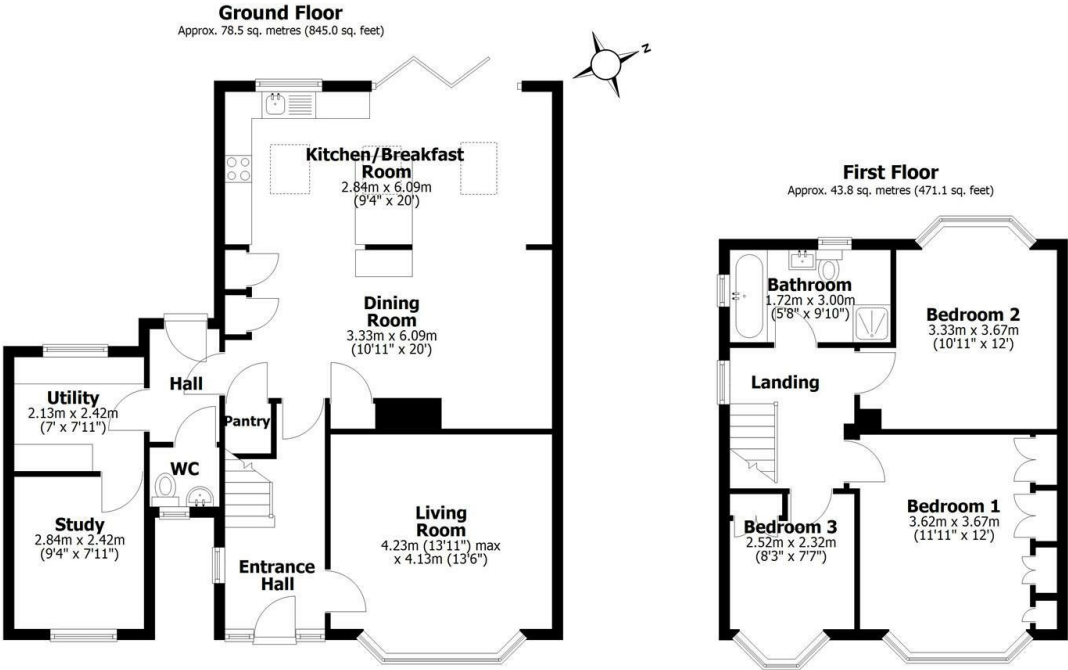 Ground Floor
Approx. 78.5 sq. metres (845.0 sq. feet)
N
Kitchen/Breakfast
Room
2.84m x 6.09m
(9'4" x 20')
Dining
Room
3.33m x 6.09m
(10'11" x 20')
Hall
Utility
2.13m x 2.42m
(7' x 7'11")
Pantry
WC
Study
2.84m x 2.42m
(9'4" x 7'11")
Entrance
Hall
Living
Room
4.23m (13'11") max
x 4.13m (13'6")
First Floor
Approx. 43.8 sq. metres (471.1 sq. feet)
Bathroom
1.72m x 3.00m
(5'8" x 9'10")
Bedroom 2
3.33m x 3.67m
(10'11" x 12')
Landing
Bedroom 1
3.62m x 3.67m
(11'11" x 12')
Bedroom 3
2.52m x 2.32m
(8'3" x 7'7")